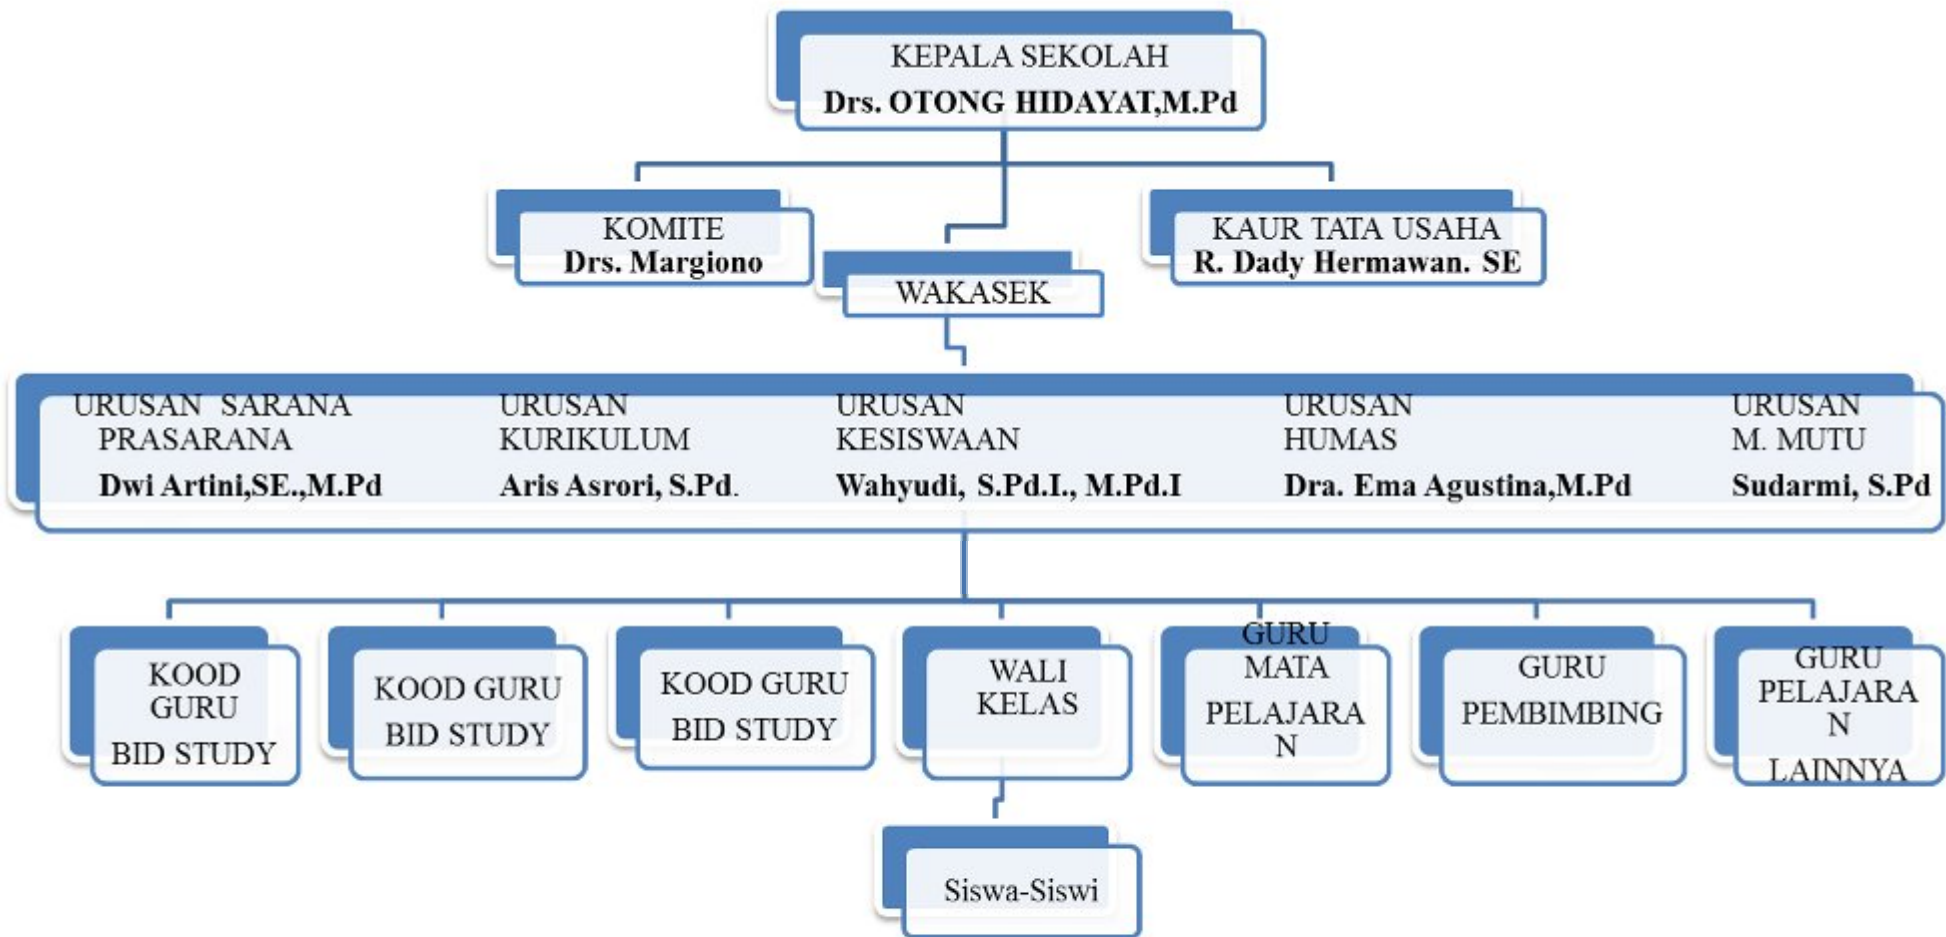 KEPALA SEKOLAH
Drs. OTONG HIDAYAT,M.Pd
KOMITE
Drs. Margiono
KAUR TATA USAHA
R. Dady Hermawan. SE
WAKASEK
URUSAN SARANA
PRASARANA
Dwi Artini,SE.,M.Pd
URUSAN
KURIKULUM
Aris Asrori, S.Pd.
URUSAN
KESISWAAN
Wahyudi, S.Pd.I., M.Pd.I
URUSAN
HUMAS
Dra. Ema Agustina,M.Pd
URUSAN
M. MUTU
Sudarmi, S.Pd
KOOD
GURU
BID STUDY
KOOD GURU
BID STUDY
KOOD GURU
BID STUDY
WALI
KELAS
GURU
MATA
PELAJARA
N
GURU
PEMBIMBING
GURU
PELAJARA
N
LAINNYA
Siswa-Siswi